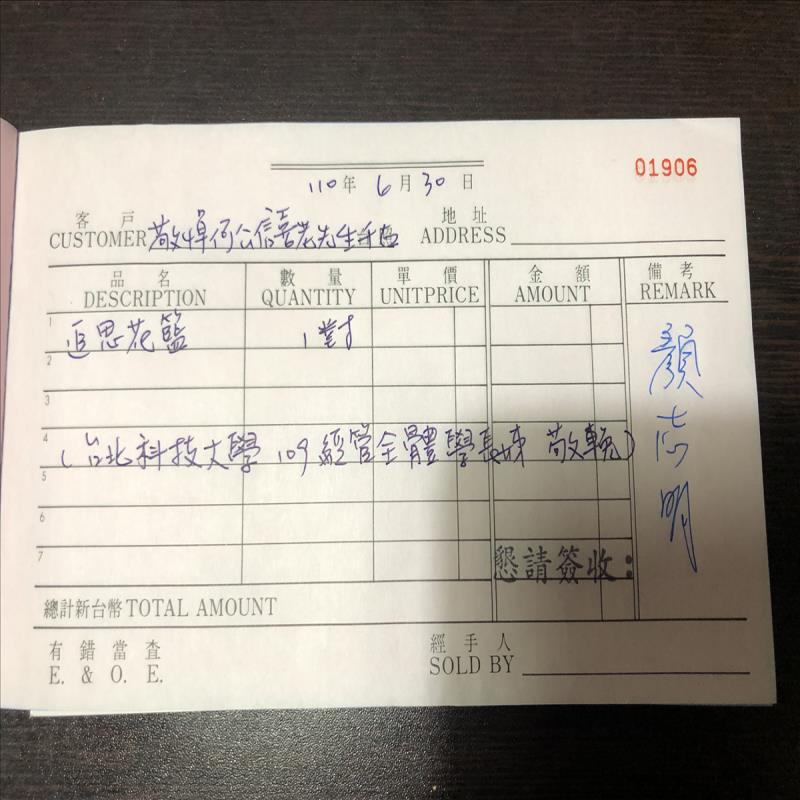 01906
110年 6月30日
客戶 地址
CUSTOMER 敬悼何公信老先生千古 ADDRESS
品名 數量 單價 金額 備考
DESCRIPTION QUANTITY UNITPRICE AMOUNT REMARK
1 追思花籃 1對
2
3
4 (台北科技大學 109 經管全體學長姊 敬輓)
5
6
7
顏志明
懇請簽收:
總計新台幣 TOTAL AMOUNT
有錯當查 經手人
E. & O. E. SOLD BY